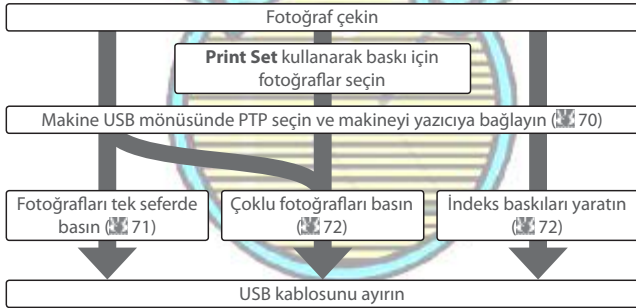 Fotoğraf çekin
Print Set kullanarak baskı için
fotoğraflar seçin
Makine USB mönüsünde PTP seçin ve makineyi yazıcıya bağlayın (70)
Fotoğrafları tek seferde
basın (71)
Çoklu fotoğrafları basın
(72)
İndeks baskıları yaratın
(72)
USB kablosunu ayırın